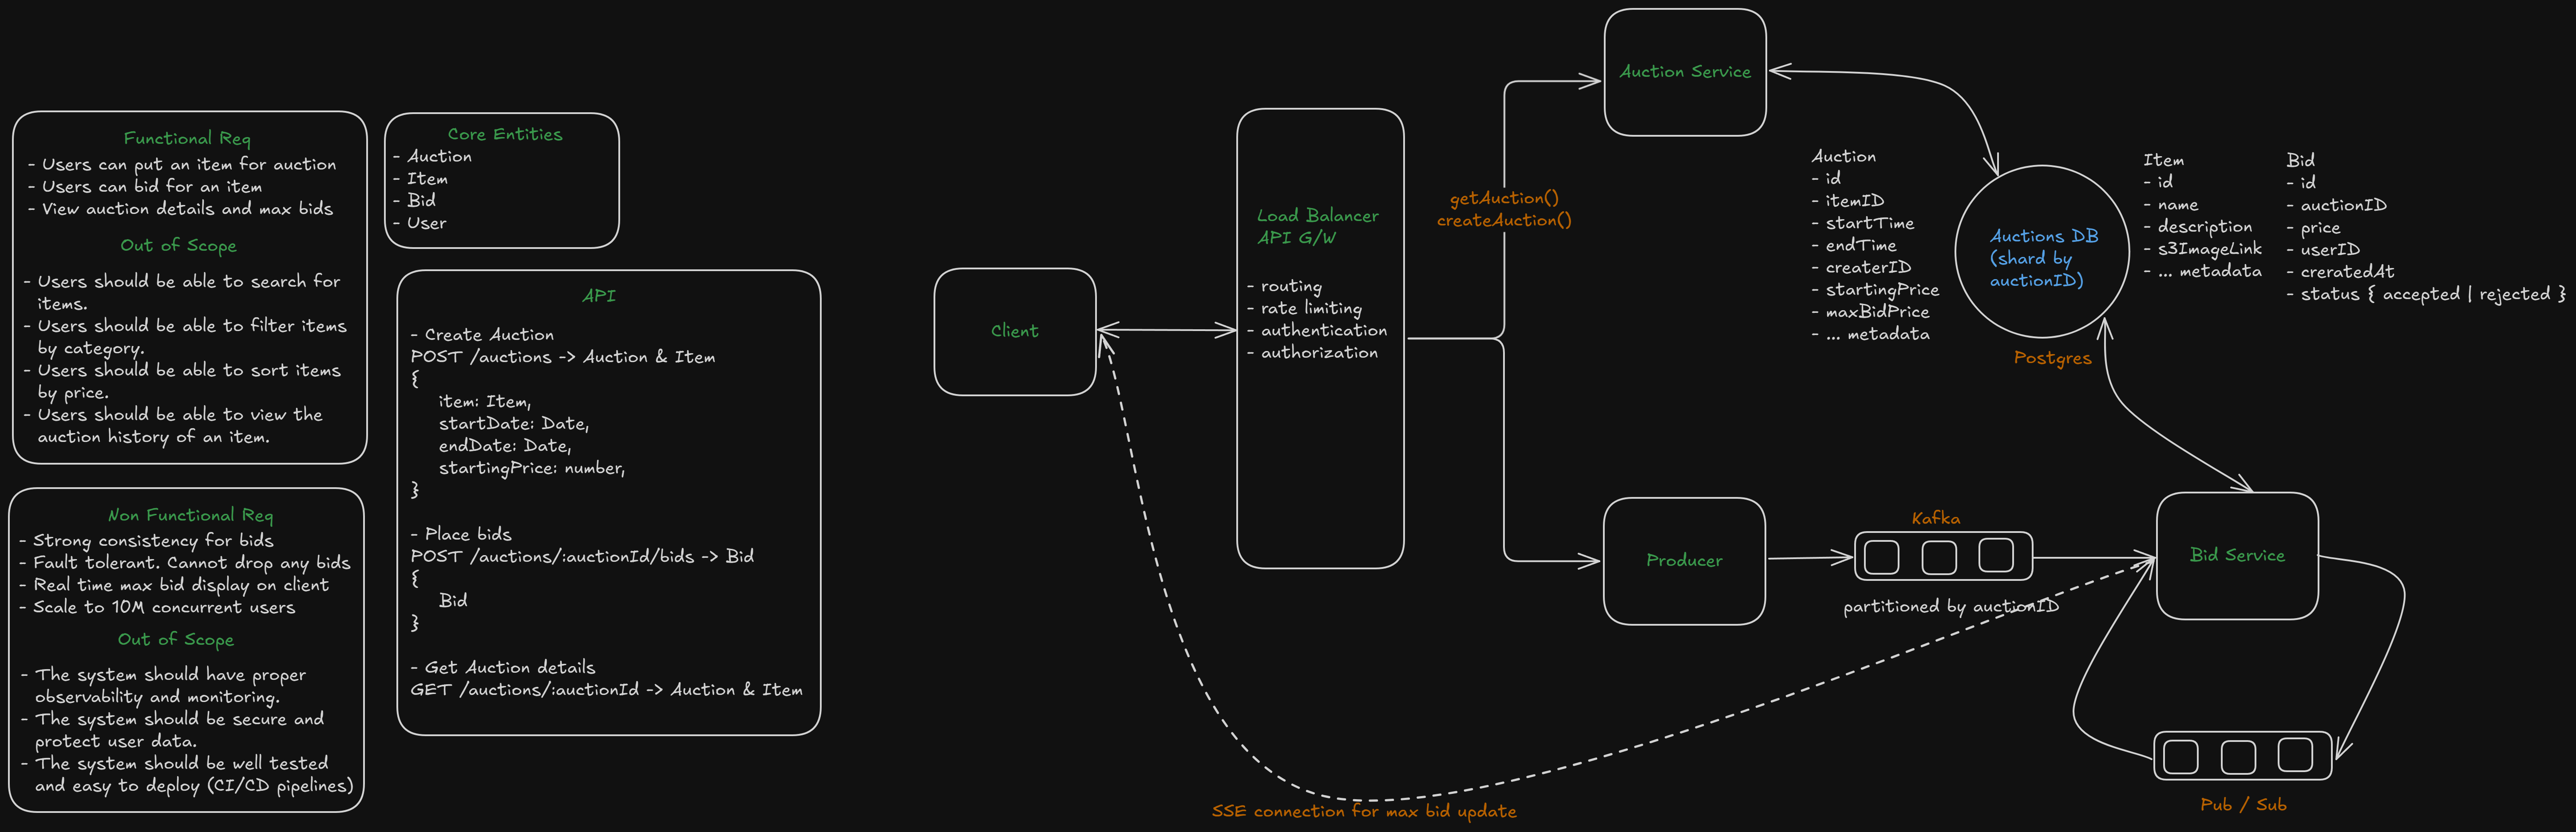 Functional Req
- Users can put an item for auction
- Users can bid for an item
- View auction details and max bids
Out of Scope
- Users should be able to search for
items.
- Users should be able to filter items
by category.
- Users should be able to sort items
by price.
- Users should be able to view the
auction history of an item.
Non Functional Req
- Strong consistency for bids
- Fault tolerant. Cannot drop any bids
- Real time max bid display on client
- Scale to 10M concurrent users
Out of Scope
- The system should have proper
observability and monitoring.
- The system should be secure and
protect user data.
- The system should be well tested
and easy to deploy (CI/CD pipelines)
Core Entities
- Auction
- Item
- Bid
- User
API
- Create Auction
POST /auctions -> Auction & Item
{
item: Item,
startDate: Date,
endDate: Date,
startingPrice: number,
}
- Place bids
POST /auctions/:auctionId/bids -> Bid
{
Bid
}
- Get Auction details
GET /auctions/:auctionId -> Auction & Item
Client
Load Balancer
API G/W
- routing
- rate limiting
- authentication
- authorization
getAuction()
createAuction()
Auction Service
Auction
- id
- itemID
- startTime
- endTime
- createrID
- startingPrice
- maxBidPrice
- ... metadata
Auctions DB
(shard by
auctionID)
Postgres
Item
- id
- name
- description
- s3ImageLink
- ... metadata
Bid
- id
- auctionID
- price
- userID
- creratedAt
- status { accepted | rejected }
Producer
Kafka
partitioned by auctionID
Bid Service
Pub / Sub
SSE connection for max bid update